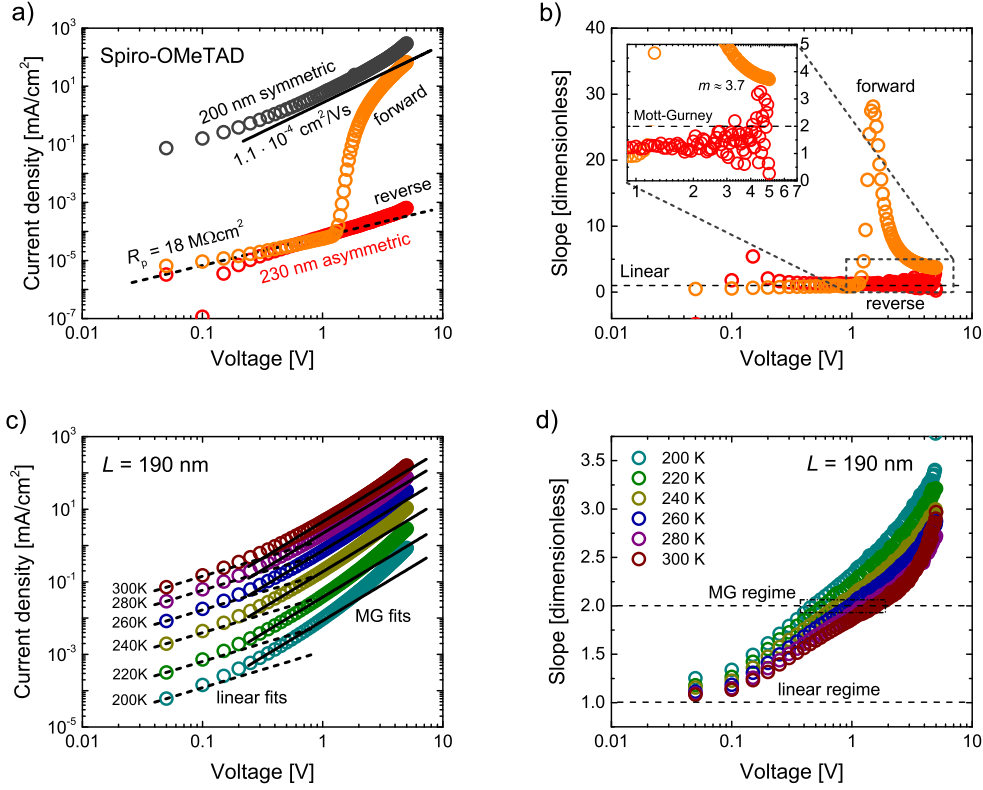 a)
Current density [mA/cm²]
10³
10¹
10⁻¹
10⁻³
10⁻⁵
10⁻⁷
Spiro-OMeTAD
200 nm symmetric
1.1 · 10⁻⁴ cm²/Vs
forward
reverse
Rₚ = 18 MΩcm²
230 nm asymmetric
0.01
0.1
1
10
Voltage [V]
b)
Slope [dimensionless]
40
30
20
10
0
m ≈ 3.7
Mott-Gurney
5
4
3
2
1
0
1
2
3
4
5
6
7
forward
Linear
reverse
0.01
0.1
1
10
Voltage [V]
c)
Current density [mA/cm²]
10³
10¹
10⁻¹
10⁻³
10⁻⁵
L = 190 nm
300K
280K
260K
240K
220K
200K
MG fits
linear fits
0.01
0.1
1
10
Voltage [V]
d)
Slope [dimensionless]
3.5
3.0
2.5
2.0
1.5
1.0
200 K
220 K
240 K
260 K
280 K
300 K
L = 190 nm
MG regime
linear regime
0.01
0.1
1
10
Voltage [V]